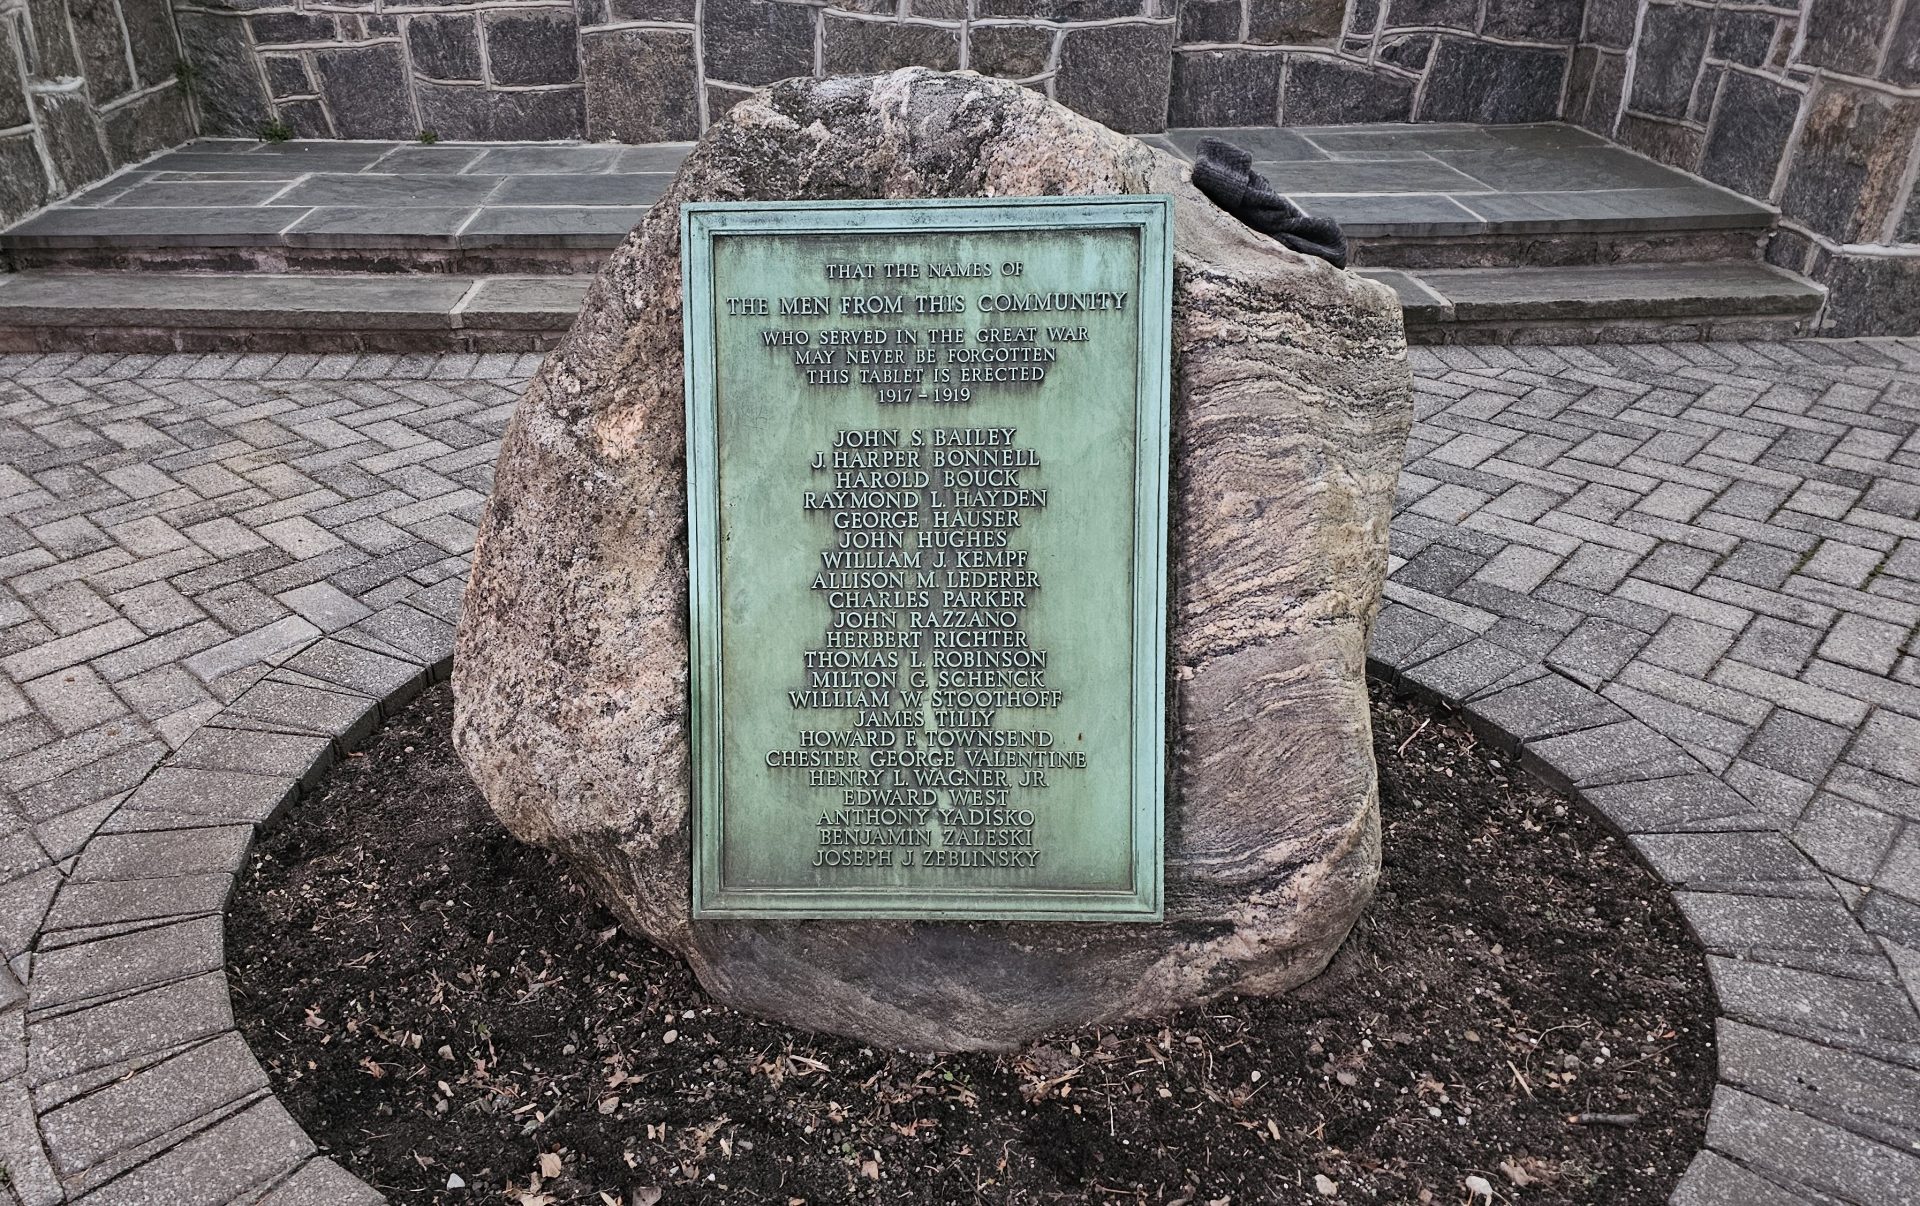 THAT THE NAMES OF
THE MEN FROM THIS COMMUNITY
WHO SERVED IN THE GREAT WAR
MAY NEVER BE FORGOTTEN
THIS TABLET IS ERECTED
1917 – 1919
JOHN S. BAILEY
J. HARPER BONNELL
HAROLD BOUCK
RAYMOND L. HAYDEN
GEORGE HAUSER
JOHN HUGHES
WILLIAM J. KEMPF
ALLISON M. LEDERER
CHARLES PARKER
JOHN RAZZANO
HERBERT RICHTER
THOMAS L. ROBINSON
MILTON G. SCHENCK
WILLIAM W. STOOTHOFF
JAMES TILLY
HOWARD F. TOWNSEND
CHESTER GEORGE VALENTINE
HENRY L. WAGNER, JR.
EDWARD WEST
ANTHONY YADISKO
BENJAMIN ZALESKI
JOSEPH J. ZEBLINSKY